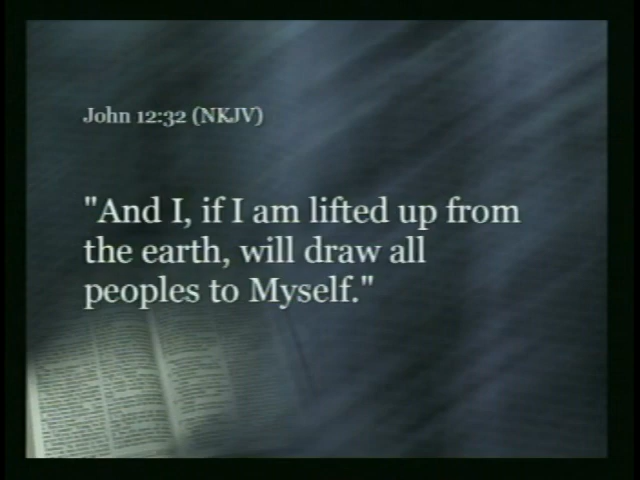 John 12:32 (NKJV)
"And I, if I am lifted up from
the earth, will draw all
peoples to Myself."